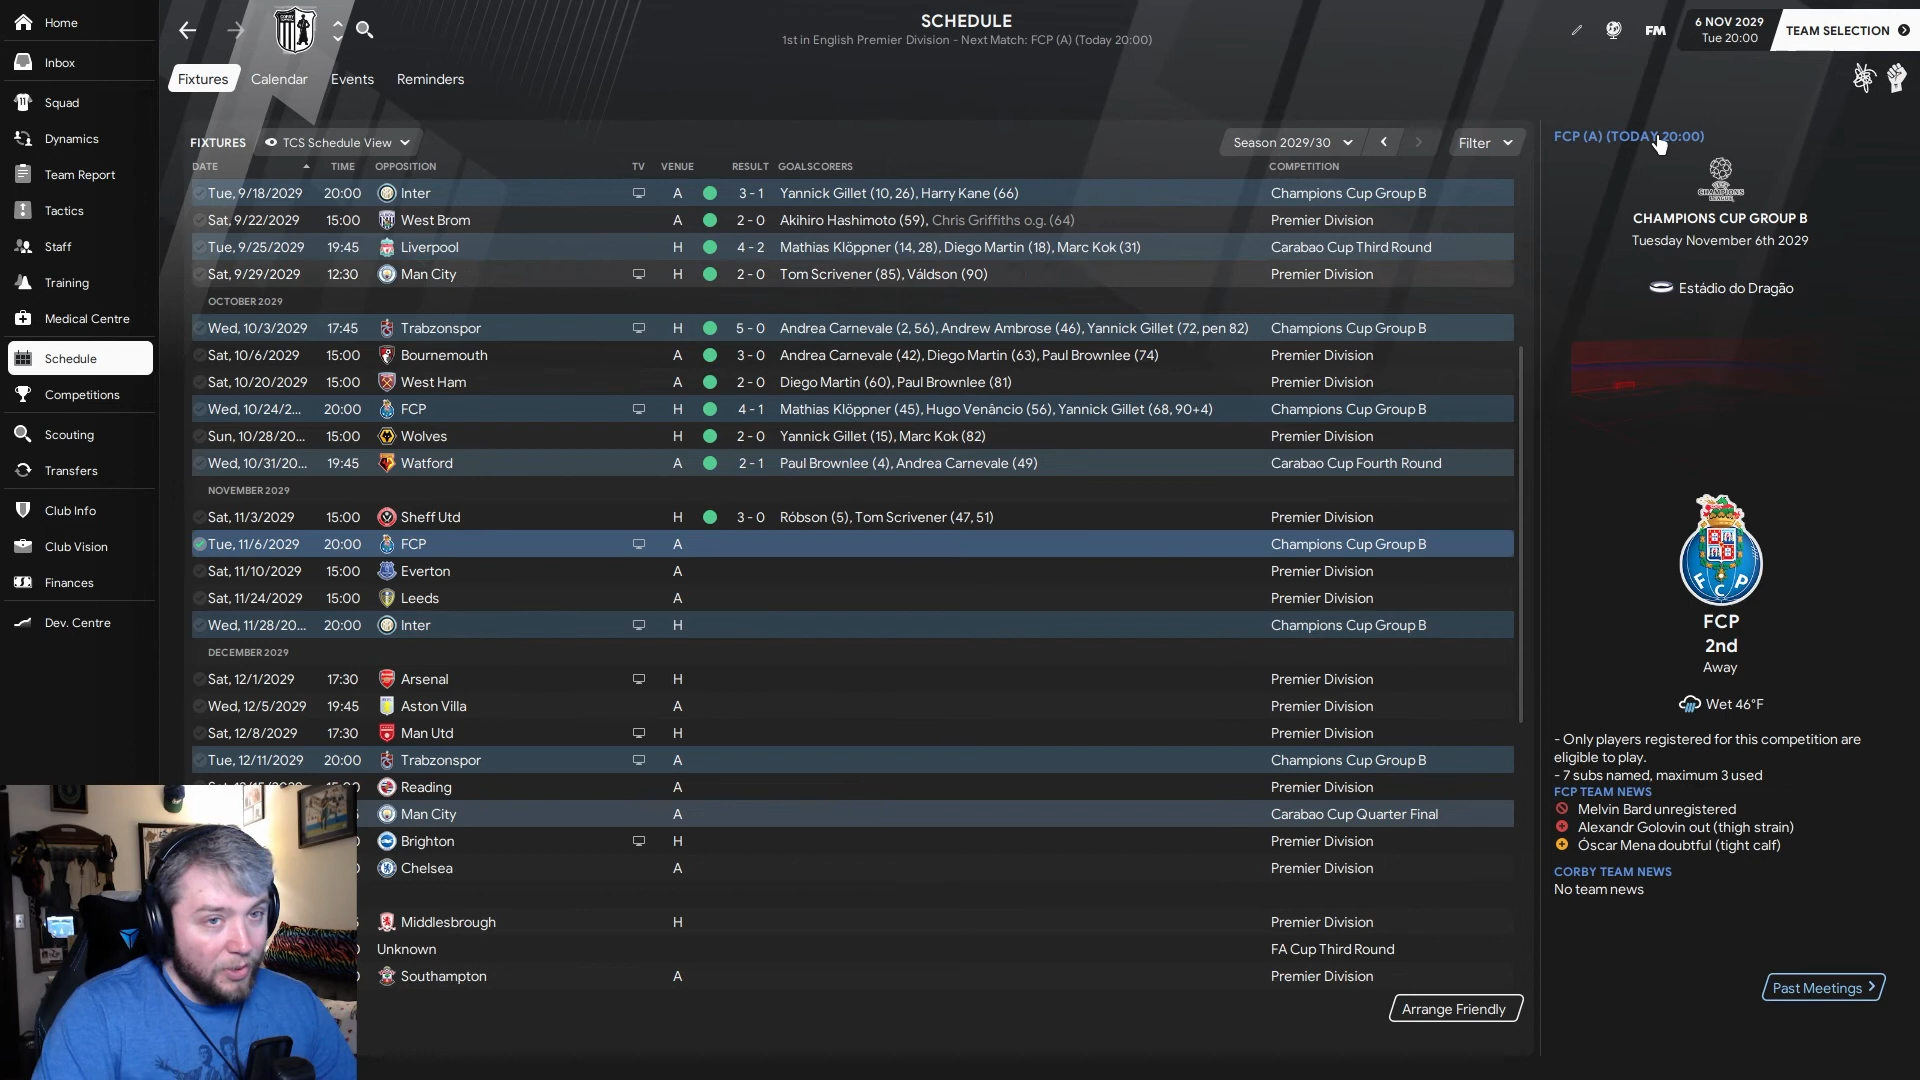 Home
Inbox
Squad
Dynamics
Team Report
Tactics
Staff
Training
Medical Centre
Schedule
Competitions
Scouting
Transfers
Club Info
Club Vision
Finances
Dev. Centre
SCHEDULE
1st in English Premier Division - Next Match: FCP (A) (Today 20:00)
FM
6 NOV 2029
Tue 20:00
TEAM SELECTION
Fixtures Calendar Events Reminders
FIXTURES TCS Schedule View Season 2029/30 Filter
DATE TIME OPPOSITION TV VENUE RESULT GOALSCORERS COMPETITION
Tue, 9/18/2029 20:00 Inter A 3 - 1 Yannick Gillet (10, 26), Harry Kane (66) Champions Cup Group B
Sat, 9/22/2029 15:00 West Brom A 2 - 0 Akihiro Hashimoto (59), Chris Griffiths o.g. (64) Premier Division
Tue, 9/25/2029 19:45 Liverpool H 4 - 2 Mathias Klöppner (14, 28), Diego Martin (18), Marc Kok (31) Carabao Cup Third Round
Sat, 9/29/2029 12:30 Man City H 2 - 0 Tom Scrivener (85), Váldson (90) Premier Division
OCTOBER 2029
Wed, 10/3/2029 17:45 Trabzonspor H 5 - 0 Andrea Carnevale (2, 56), Andrew Ambrose (46), Yannick Gillet (72, pen 82) Champions Cup Group B
Sat, 10/6/2029 15:00 Bournemouth A 3 - 0 Andrea Carnevale (42), Diego Martin (63), Paul Brownlee (74) Premier Division
Sat, 10/20/2029 15:00 West Ham A 2 - 0 Diego Martin (60), Paul Brownlee (81) Premier Division
Wed, 10/24/2... 20:00 FCP H 4 - 1 Mathias Klöppner (45), Hugo Venâncio (56), Yannick Gillet (68, 90+4) Champions Cup Group B
Sun, 10/28/20... 15:00 Wolves H 2 - 0 Yannick Gillet (15), Marc Kok (82) Premier Division
Wed, 10/31/20... 19:45 Watford A 2 - 1 Paul Brownlee (4), Andrea Carnevale (49) Carabao Cup Fourth Round
NOVEMBER 2029
Sat, 11/3/2029 15:00 Sheff Utd H 3 - 0 Róbson (5), Tom Scrivener (47, 51) Premier Division
Tue, 11/6/2029 20:00 FCP A Champions Cup Group B
Sat, 11/10/2029 15:00 Everton A Premier Division
Sat, 11/24/2029 15:00 Leeds A Premier Division
Wed, 11/28/20... 20:00 Inter H Champions Cup Group B
DECEMBER 2029
Sat, 12/1/2029 17:30 Arsenal H Premier Division
Wed, 12/5/2029 19:45 Aston Villa A Premier Division
Sat, 12/8/2029 17:30 Man Utd H Premier Division
Tue, 12/11/2029 20:00 Trabzonspor A Champions Cup Group B
Reading A Premier Division
Man City A Carabao Cup Quarter Final
Brighton H Premier Division
Chelsea A Premier Division
Middlesbrough H Premier Division
Unknown FA Cup Third Round
Southampton A Premier Division
Arrange Friendly
FCP (A) (TODAY 20:00)
CHAMPIONS LEAGUE
CHAMPIONS CUP GROUP B
Tuesday November 6th 2029
Estádio do Dragão
F C P
FCP
2nd
Away
Wet 46°F
- Only players registered for this competition are
eligible to play.
- 7 subs named, maximum 3 used
FCP TEAM NEWS
Melvin Bard unregistered
Alexandr Golovin out (thigh strain)
Óscar Mena doubtful (tight calf)
CORBY TEAM NEWS
No team news
Past Meetings